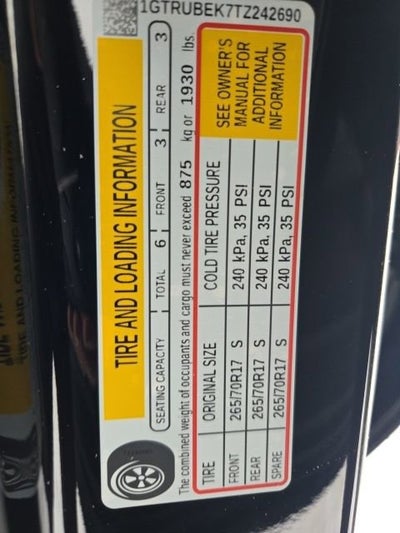 1GTRUBEK7TZ242690
TIRE AND LOADING INFORMATION
SEATING CAPACITY TOTAL 6 FRONT 3 REAR 3
The combined weight of occupants and cargo must never exceed 875 kg or 1930 lbs.
TIRE ORIGINAL SIZE COLD TIRE PRESSURE
FRONT 265/70R17 S 240 kPa, 35 PSI
REAR 265/70R17 S 240 kPa, 35 PSI
SPARE 265/70R17 S 240 kPa, 35 PSI
SEE OWNER'S
MANUAL FOR
ADDITIONAL
INFORMATION